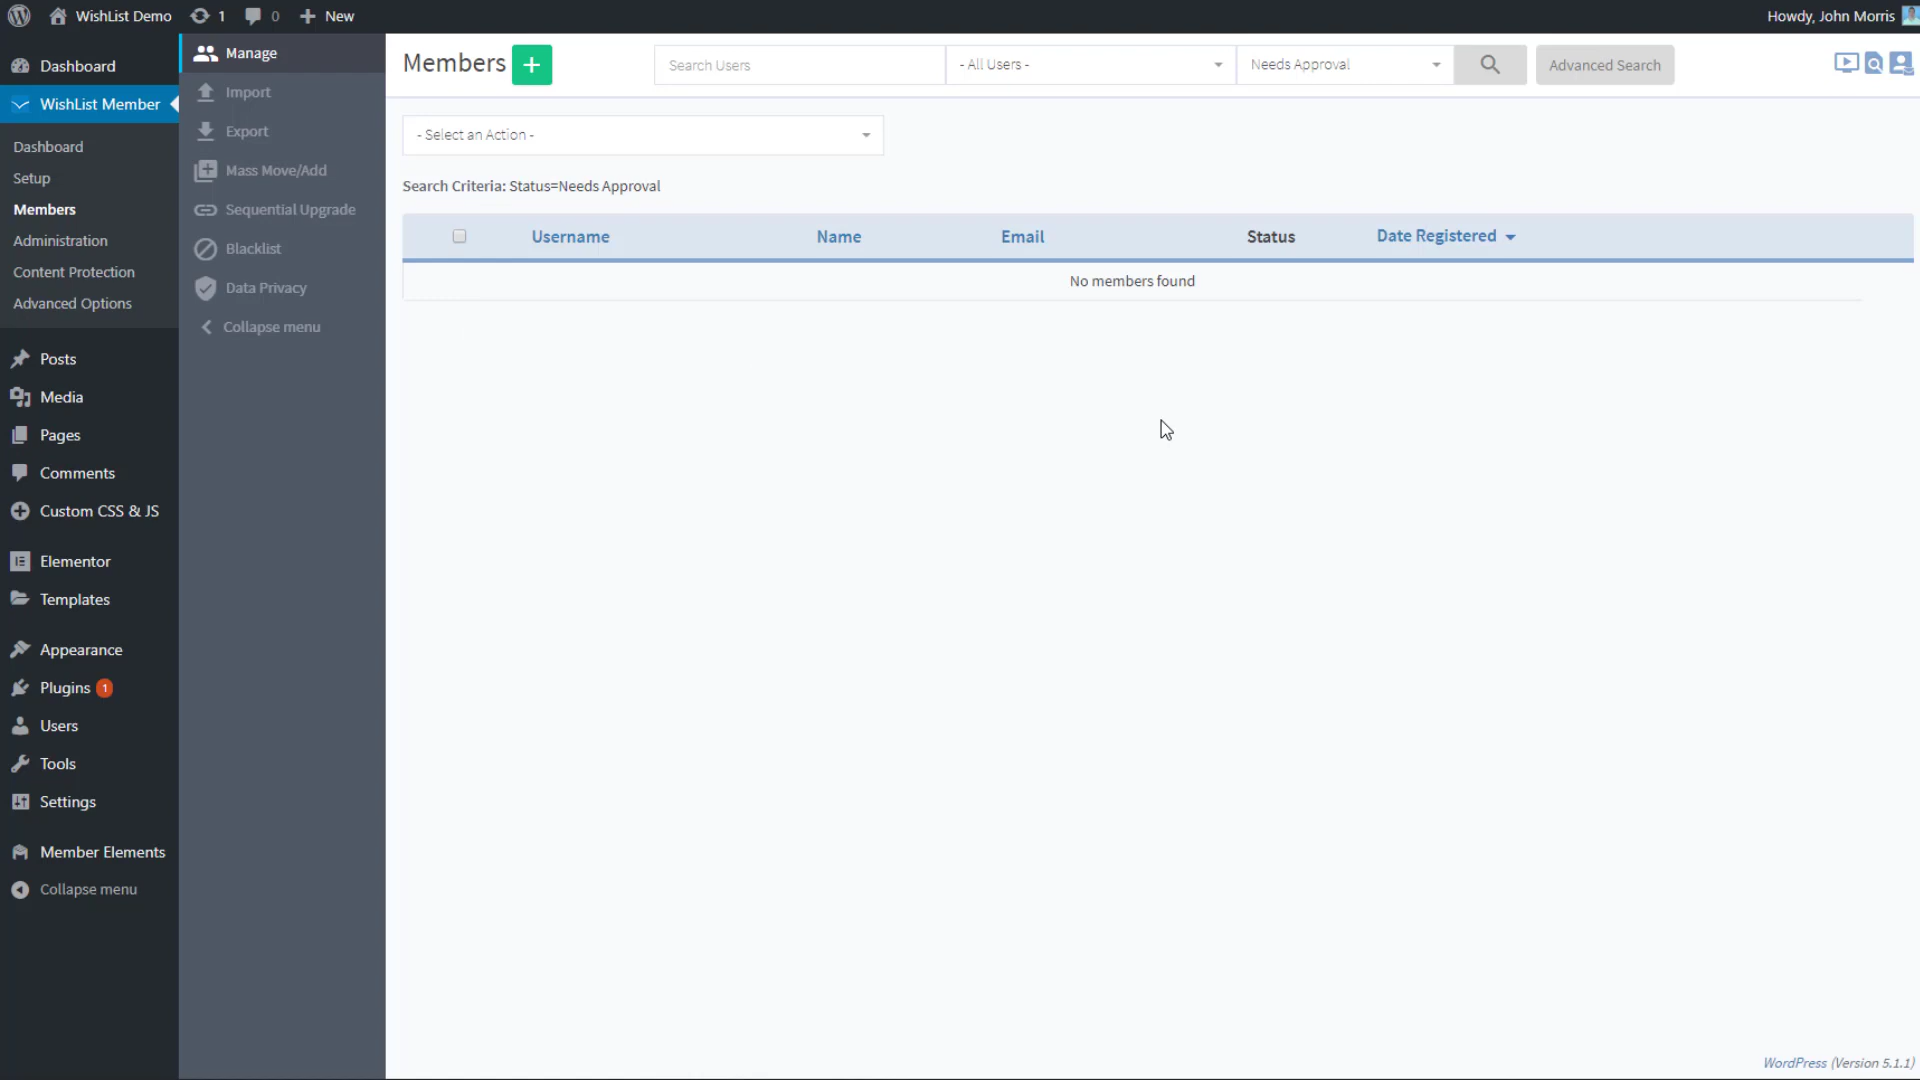 WishList Demo 1 0 New
Howdy, John Morris
Dashboard
WishList Member
Dashboard
Setup
Members
Administration
Content Protection
Advanced Options
Posts
Media
Pages
Comments
Custom CSS & JS
Elementor
Templates
Appearance
Plugins 1
Users
Tools
Settings
Member Elements
Collapse menu
Manage
Import
Export
Mass Move/Add
Sequential Upgrade
Blacklist
Data Privacy
Collapse menu
Members
Search Users
- All Users -
Needs Approval
Advanced Search
- Select an Action -
Search Criteria: Status=Needs Approval
Username Name Email Status Date Registered
No members found
WordPress (Version 5.1.1)